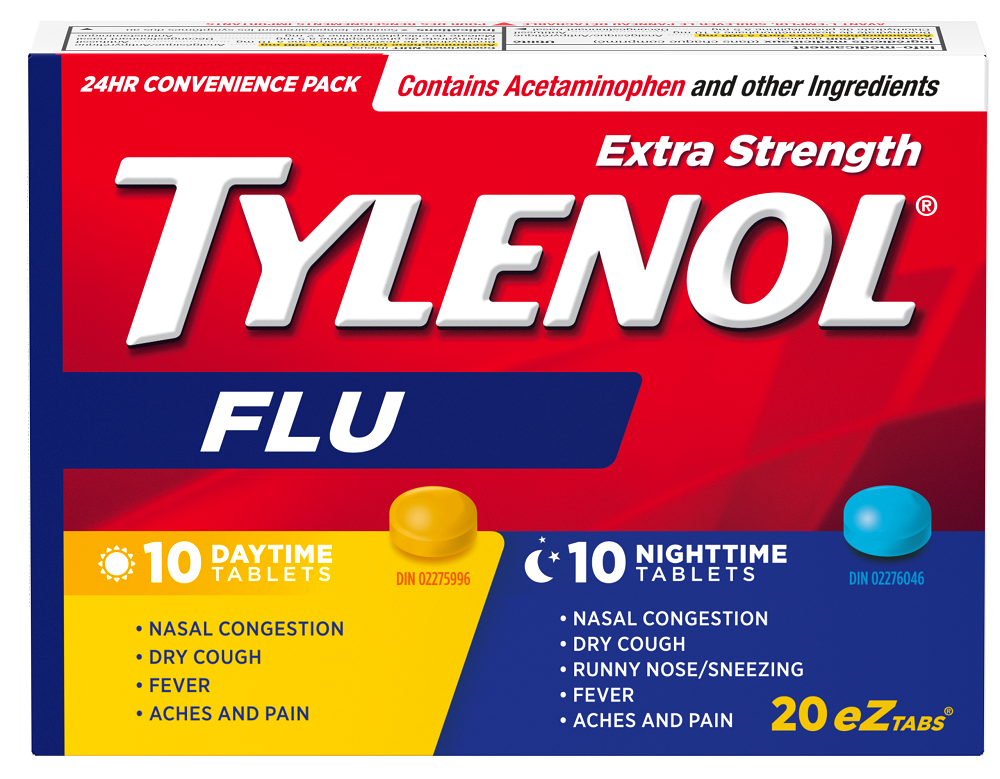 24HR CONVENIENCE PACK
Contains Acetaminophen and other Ingredients
Extra Strength
TYLENOL®
FLU
10 DAYTIME TABLETS
DIN 02275996
• NASAL CONGESTION
• DRY COUGH
• FEVER
• ACHES AND PAIN
10 NIGHTTIME TABLETS
DIN 02276046
• NASAL CONGESTION
• DRY COUGH
• RUNNY NOSE/SNEEZING
• FEVER
• ACHES AND PAIN
20 eZ TABS®